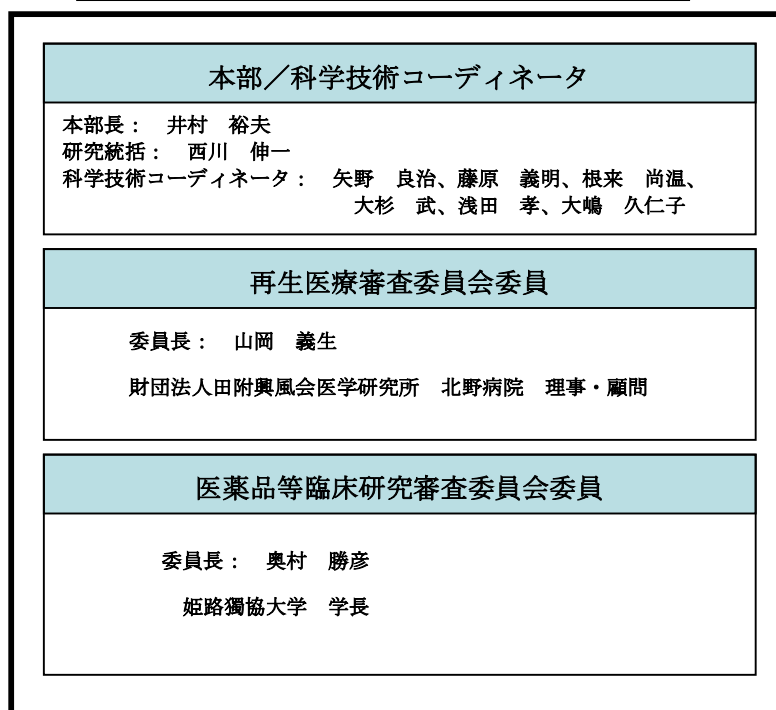 本部／科学技術コーディネータ
本部長： 井村 裕夫
研究統括： 西川 伸一
科学技術コーディネータ： 矢野 良治、藤原 義明、根来 尚温、
大杉 武、浅田 孝、大嶋 久仁子
再生医療審査委員会委員
委員長： 山岡 義生
財団法人田附興風会医学研究所 北野病院 理事・顧問
医薬品等臨床研究審査委員会委員
委員長： 奥村 勝彦
姫路獨協大学 学長